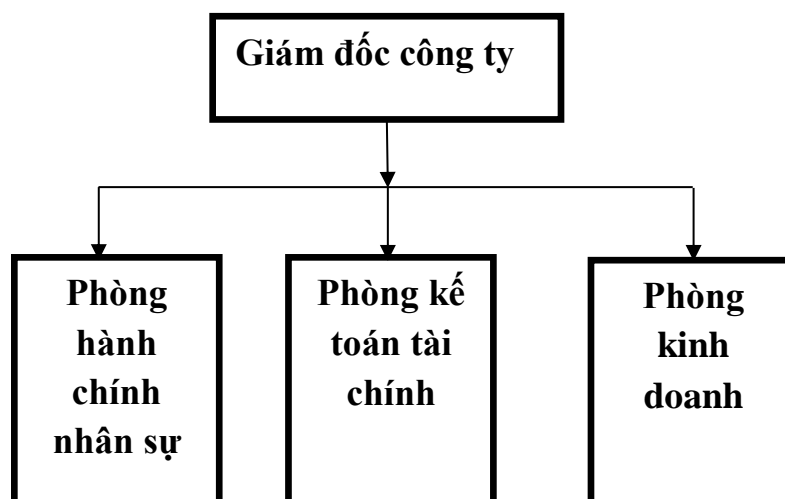 Giám đốc công ty
Phòng
hành
chính
nhân sự
Phòng kế
toán tài
chính
Phòng
kinh
doanh